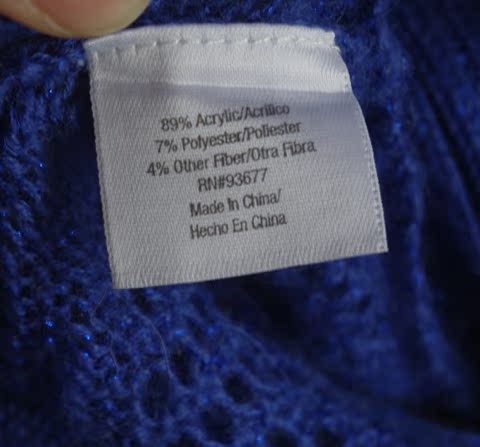 89% Acrylic/Acrilico
7% Polyester/Poliester
4% Other Fiber/Otra Fibra
RN#93677
Made In China/
Hecho En China